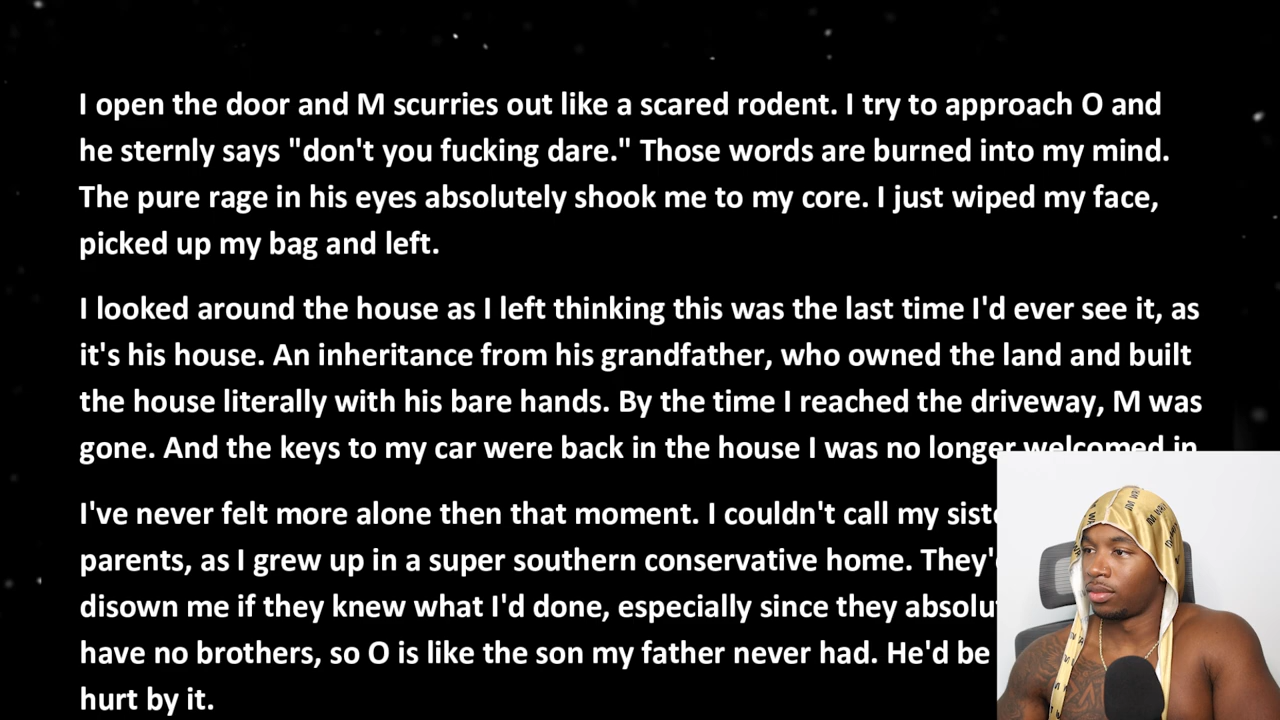 I open the door and M scurries out like a scared rodent. I try to approach O and
he sternly says "don't you fucking dare." Those words are burned into my mind.
The pure rage in his eyes absolutely shook me to my core. I just wiped my face,
picked up my bag and left.
I looked around the house as I left thinking this was the last time I'd ever see it, as
it's his house. An inheritance from his grandfather, who owned the land and built
the house literally with his bare hands. By the time I reached the driveway, M was
gone. And the keys to my car were back in the house I was no longer welcomed in
I've never felt more alone then that moment. I couldn't call my
parents, as I grew up in a super southern conservative home.
disown me if they knew what I'd done, especially since they
have no brothers, so O is like the son my father never had. He'd be
hurt by it.